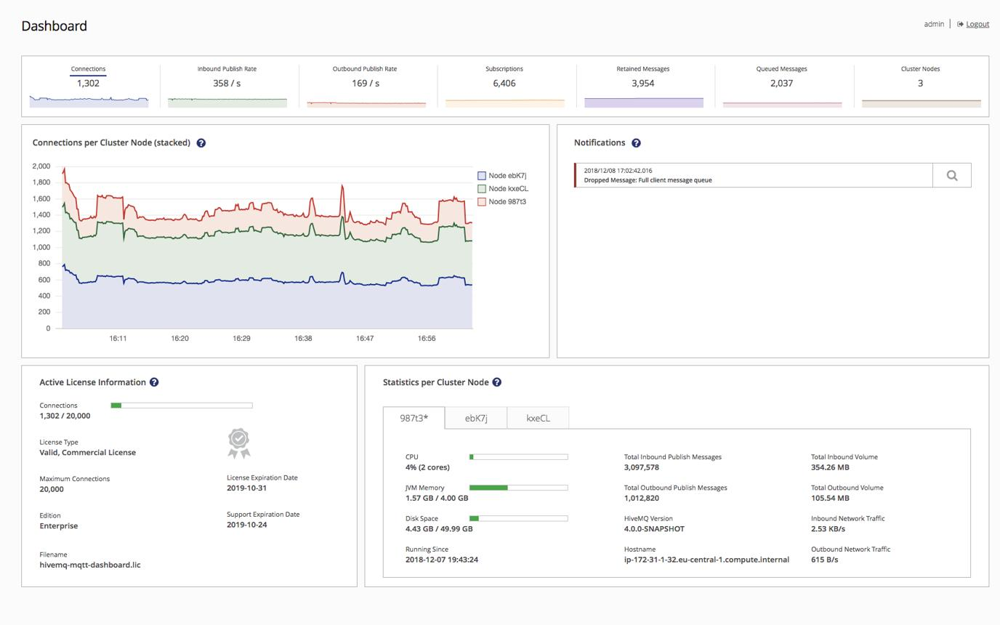 Dashboard
admin | Logout
Connections
1,302
Inbound Publish Rate
358 / s
Outbound Publish Rate
169 / s
Subscriptions
6,406
Retained Messages
3,954
Queued Messages
2,037
Cluster Nodes
3
Connections per Cluster Node (stacked) ?
2,000
1,800
1,600
1,400
1,200
1,000
800
600
400
200
0
16:11 16:20 16:29 16:38 16:47 16:56
Node ebK7j
Node kxeCL
Node 987t3
Notifications ?
2018/12/08 17:02:42.016
Dropped Message: Full client message queue
Active License Information ?
Connections
1,302 / 20,000
License Type
Valid, Commercial License
Maximum Connections
20,000
License Expiration Date
2019-10-31
Edition
Enterprise
Support Expiration Date
2019-10-24
Filename
hivemq-mqtt-dashboard.lic
Statistics per Cluster Node ?
987t3* ebK7j kxeCL
CPU
4% (2 cores)
JVM Memory
1.57 GB / 4.00 GB
Disk Space
4.43 GB / 49.99 GB
Running Since
2018-12-07 19:43:24
Total Inbound Publish Messages
3,097,578
Total Outbound Publish Messages
1,012,820
HiveMQ Version
4.0.0-SNAPSHOT
Hostname
ip-172-31-1-32.eu-central-1.compute.internal
Total Inbound Volume
354.26 MB
Total Outbound Volume
105.54 MB
Inbound Network Traffic
2.53 KB/s
Outbound Network Traffic
615 B/s